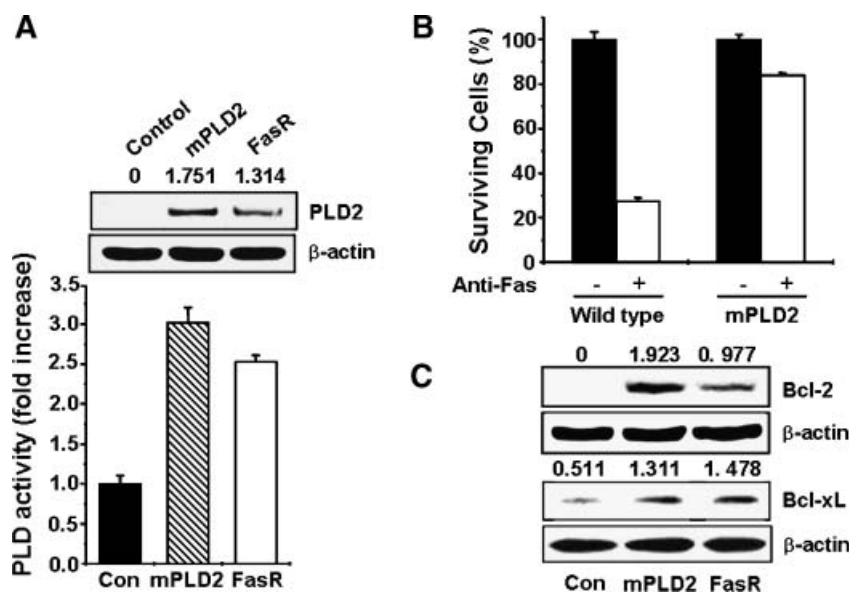 A
Control
mPLD2
FasR
0 1.751 1.314
PLD2
β-actin
PLD activity (fold increase)
3.5
3.0
2.5
2.0
1.5
1.0
0.5
0.0
Con mPLD2 FasR
B
Surviving Cells (%)
100
80
60
40
20
0
Anti-Fas - + - +
Wild type mPLD2
C
0 1.923 0. 977
Bcl-2
β-actin
0.511 1.311 1. 478
Bcl-xL
β-actin
Con mPLD2 FasR